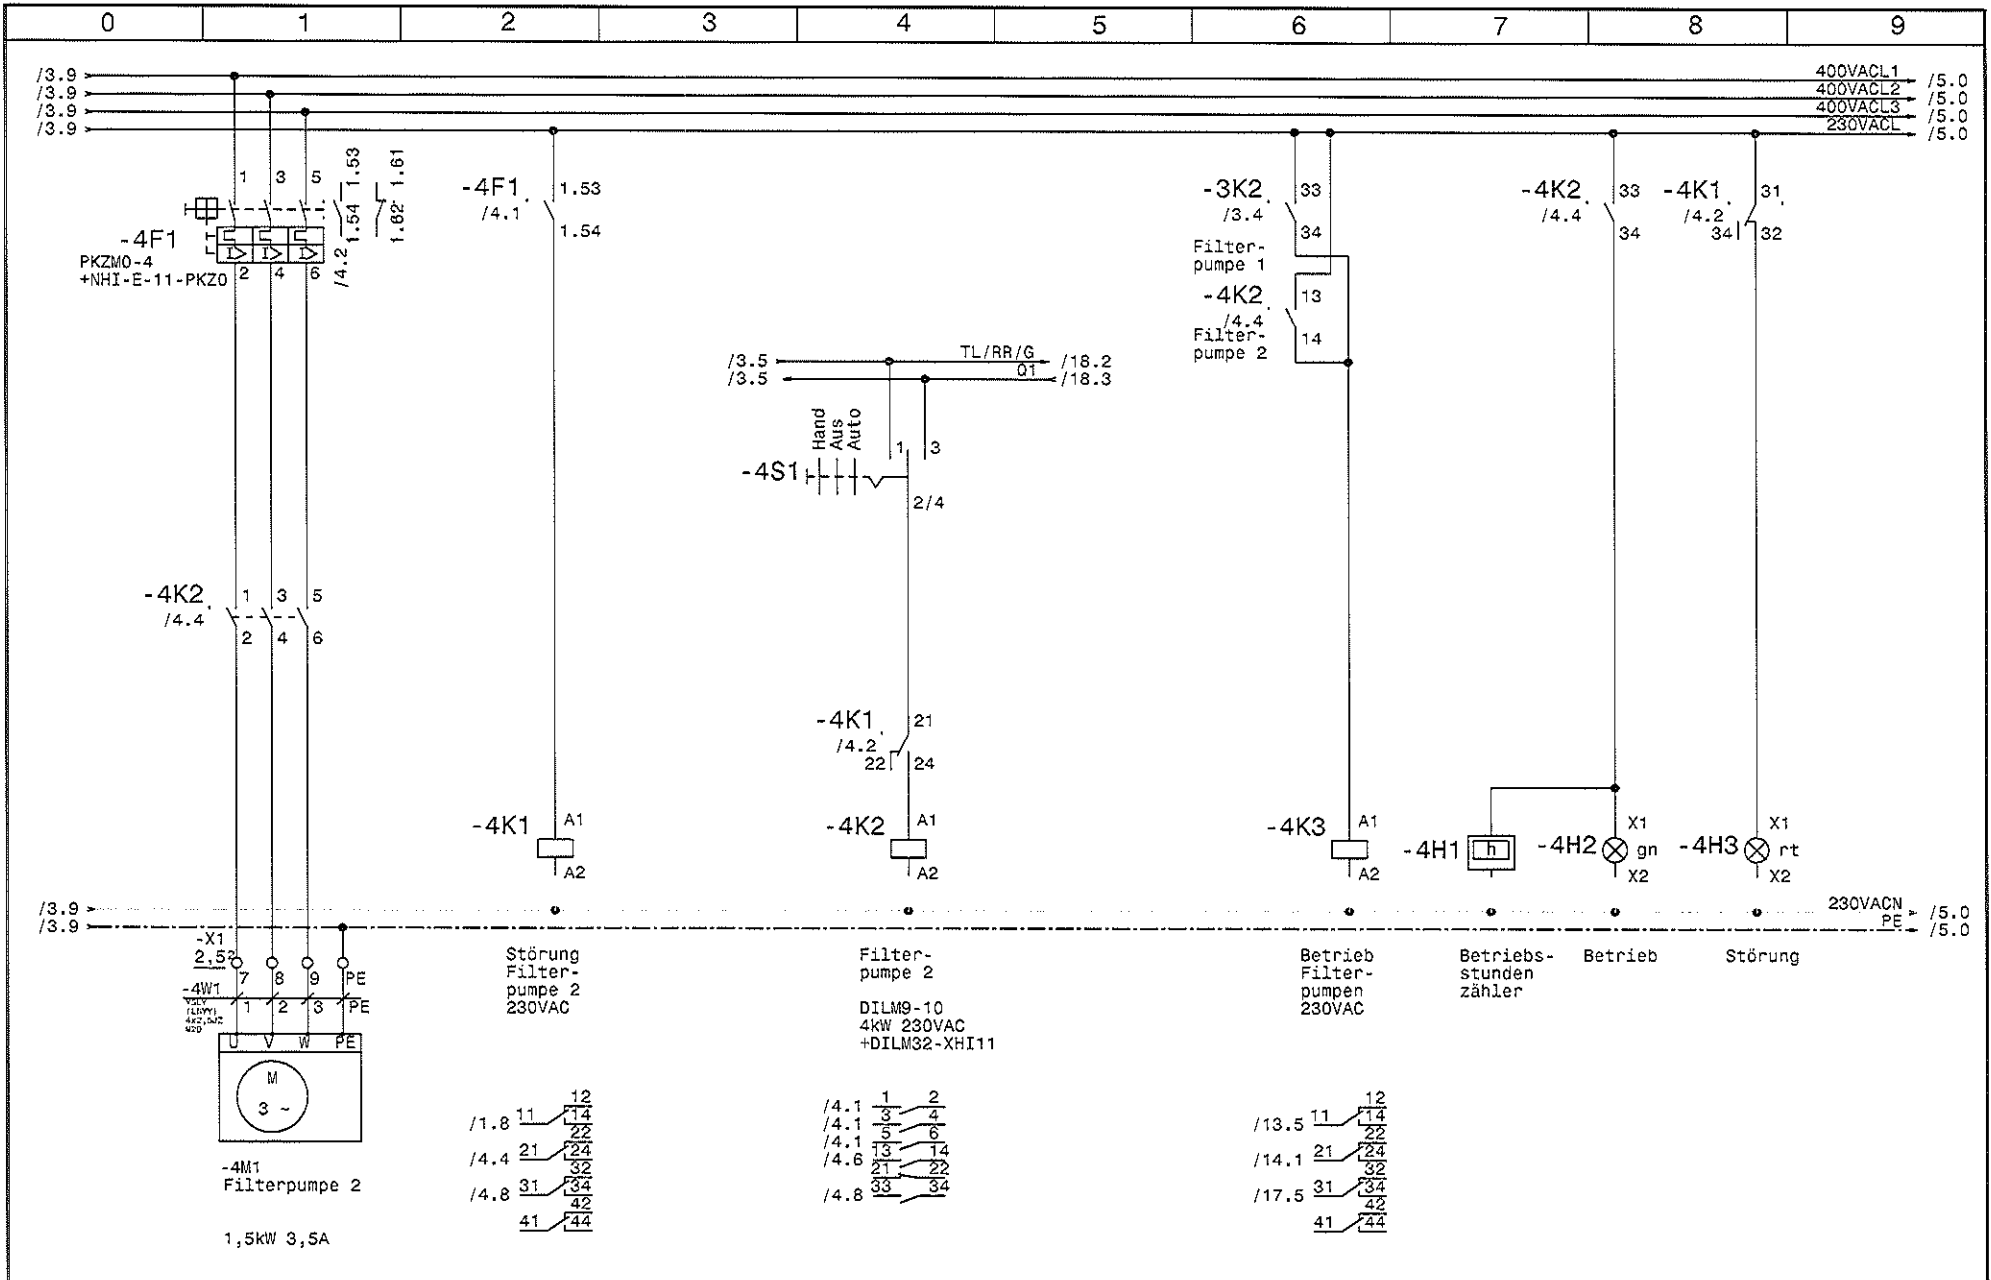 0 1 2 3 4 5 6 7 8 9
/3.9 400VACL1 /5.0
/3.9 400VACL2 /5.0
/3.9 400VACL3 /5.0
/3.9 230VACL /5.0
1 3 5 1.53 1.61
1.54 1.62
-4F1
PKZM0-4
+NHI-E-11-PKZ0
2 4 6 /4.2
-4F1 1.53
/4.1
1.54
-3K2 33
/3.4
34
Filter-
pumpe 1
-4K2 13
/4.4
14
Filter-
pumpe 2
-4K2 33
/4.4
34
-4K1 31
/4.2
34 32
/3.5 TL/RR/G /18.2
/3.5 Q1 /18.3
Hand
Aus
Auto
1 3
-4S1
2/4
-4K2 1 3 5
/4.4
2 4 6
-4K1 21
/4.2
22 24
-4K1 A1
A2
-4K2 A1
A2
-4K3 A1
A2
-4H1 h
-4H2 X1
gn
X2
-4H3 X1
rt
X2
/3.9 230VACN /5.0
/3.9 PE /5.0
-X1
2,5²
7 8 9 PE
-4W1
1 2 3 PE
U V W PE
M
3 ~
-4M1
Filterpumpe 2
1,5kW 3,5A
Störung
Filter-
pumpe 2
230VAC
Filter-
pumpe 2
DILM9-10
4kW 230VAC
+DILM32-XHI11
Betrieb
Filter-
pumpen
230VAC
Betriebs-
stunden
zähler
Betrieb
Störung
12
/1.8 11 14
22
/4.4 21 24
32
/4.8 31 34
42
41 44
/4.1 1 2
/4.1 3 4
/4.1 5 6
/4.6 13 14
21 22
/4.8 33 34
12
/13.5 11 14
22
/14.1 21 24
32
/17.5 31 34
42
41 44